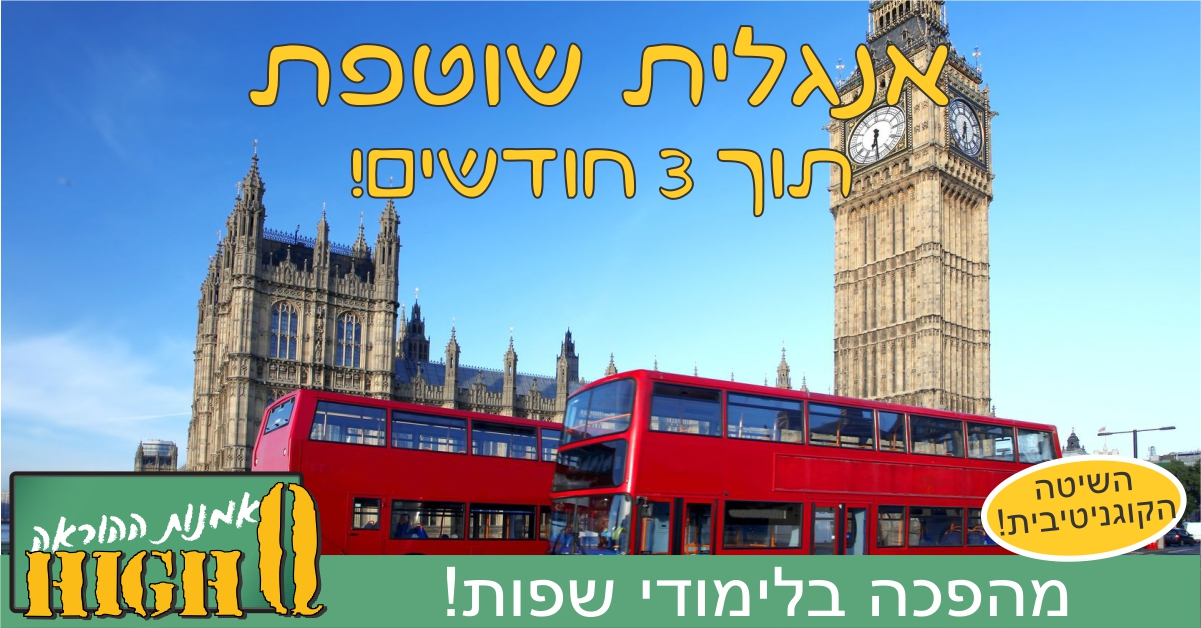 אנגלית שוטפת
תוך 3 חודשים!
השיטה
הקוגניטיבית!
אמנות ההוראה
HIGH Q
מהפכה בלימודי שפות!